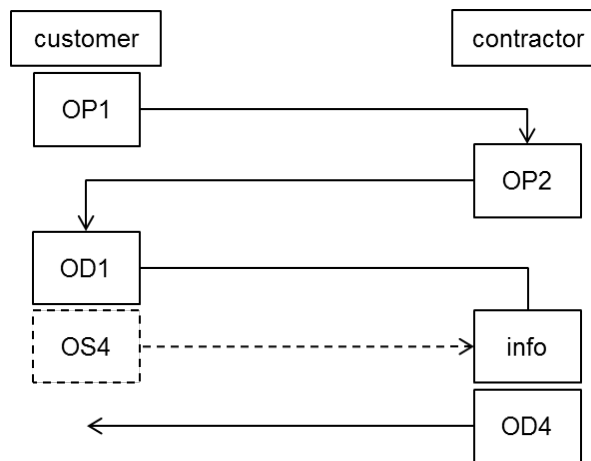 customer
contractor
OP1
OP2
OD1
OS4
info
OD4